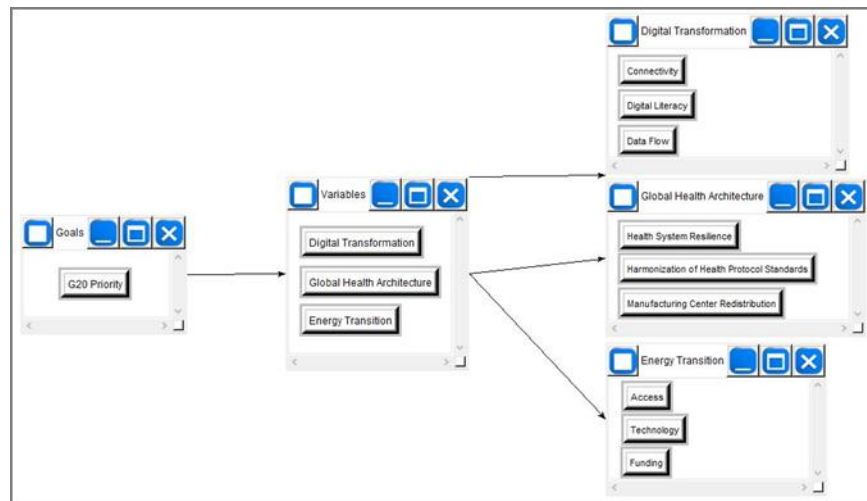 Goals
G20 Priority
Variables
Digital Transformation
Global Health Architecture
Energy Transition
Digital Transformation
Connectivity
Digital Literacy
Data Flow
Global Health Architecture
Health System Resilience
Harmonization of Health Protocol Standards
Manufacturing Center Redistribution
Energy Transition
Access
Technology
Funding